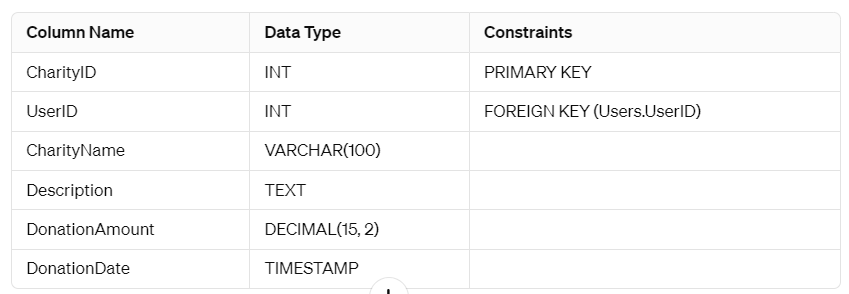 Column Name Data Type Constraints
CharityID INT PRIMARY KEY
UserID INT FOREIGN KEY (Users.UserID)
CharityName VARCHAR(100)
Description TEXT
DonationAmount DECIMAL(15, 2)
DonationDate TIMESTAMP